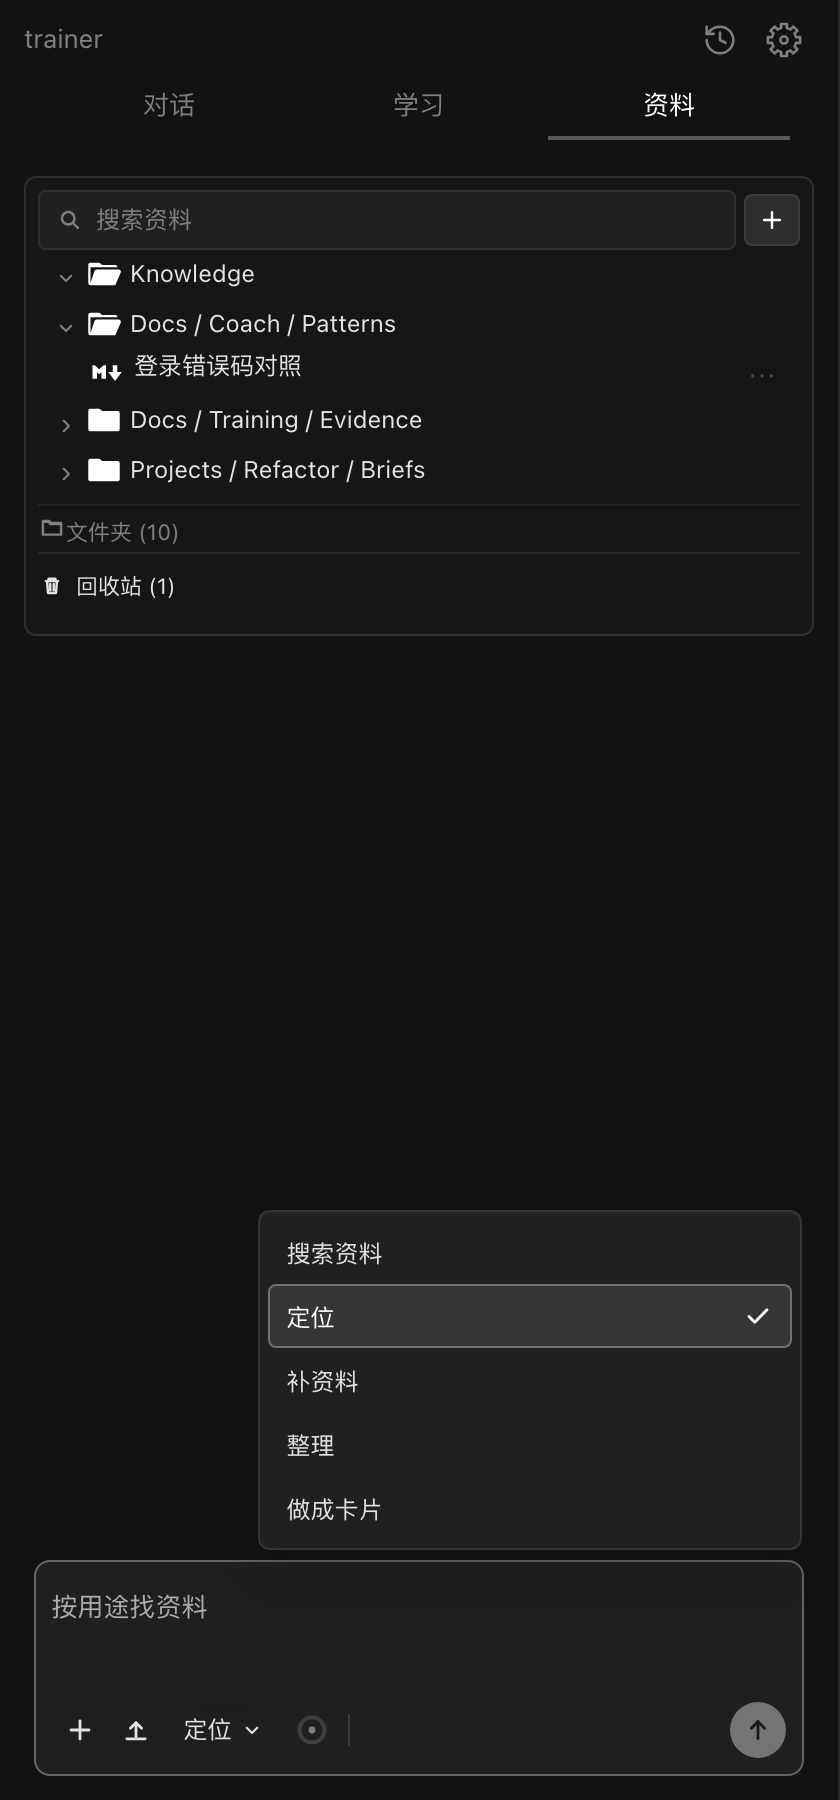 trainer
对话
学习
资料
搜索资料
Knowledge
Docs / Coach / Patterns
登录错误码对照
...
Docs / Training / Evidence
Projects / Refactor / Briefs
文件夹 (10)
回收站 (1)
搜索资料
定位
补资料
整理
做成卡片
按用途找资料
定位